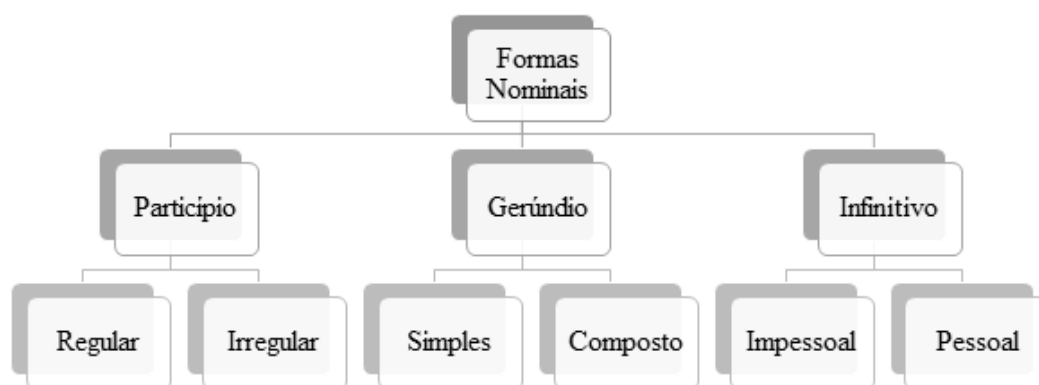 Formas
Nominais
Particípio
Gerúndio
Infinitivo
Regular
Irregular
Simples
Composto
Impessoal
Pessoal